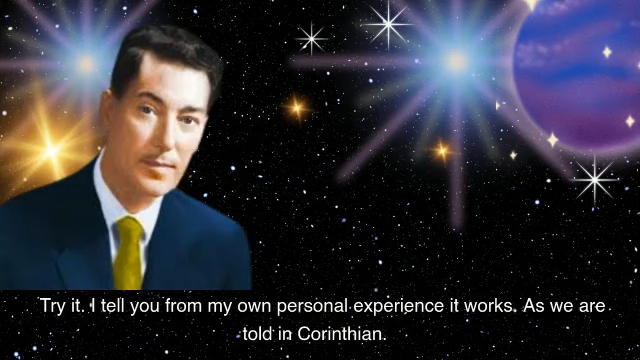 Try it. I tell you from my own personal experience it works. As we are
told in Corinthian.